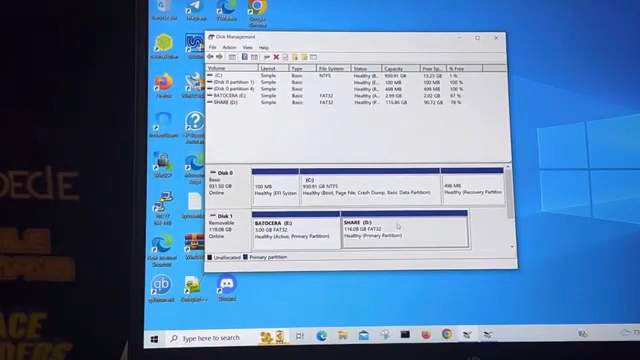 Recycle Bin
Telegram
Google
Chrome
Disk Management
File Action View Help
Volume Layout Type File System Status Capacity Free Sp... % Free
(C:) Simple Basic NTFS Healthy (B... 930.91 GB 13.23 GB 1 %
(Disk 0 partition 1) Simple Basic Healthy (E... 100 MB 100 MB 100 %
(Disk 0 partition 4) Simple Basic Healthy (R... 498 MB 498 MB 100 %
BATOCERA (E:) Simple Basic FAT32 Healthy (A... 2.99 GB 2.02 GB 67 %
SHARE (D:) Simple Basic FAT32 Healthy (P... 115.86 GB 90.72 GB 78 %
Disk 0
Basic
931.50 GB
Online
100 MB
Healthy (EFI System
(C:)
930.91 GB NTFS
Healthy (Boot, Page File, Crash Dump, Basic Data Partition)
498 MB
Healthy (Recovery Partition)
Disk 1
Removable
119.08 GB
Online
BATOCERA (E:)
3.00 GB FAT32
Healthy (Active, Primary Partition)
SHARE (D:)
116.08 GB FAT32
Healthy (Primary Partition)
Unallocated Primary partition
WinSCP
Discord
Type here to search